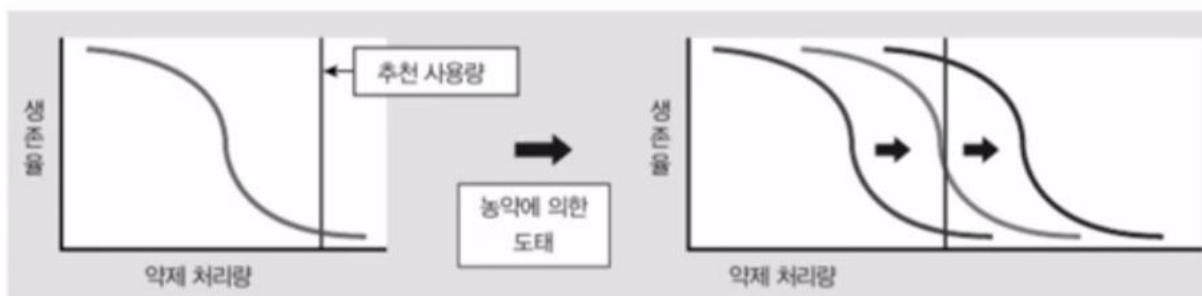 생존율
추천 사용량
약제 처리량
농약에 의한
도태
생존율
약제 처리량